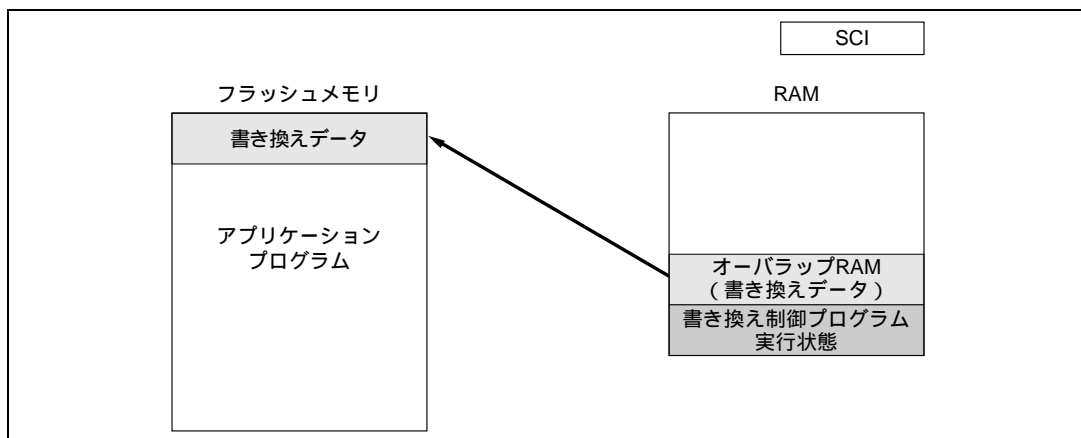 SCI
フラッシュメモリ
RAM
書き換えデータ
アプリケーション
プログラム
オーバラップRAM
(書き換えデータ)
書き換え制御プログラム
実行状態